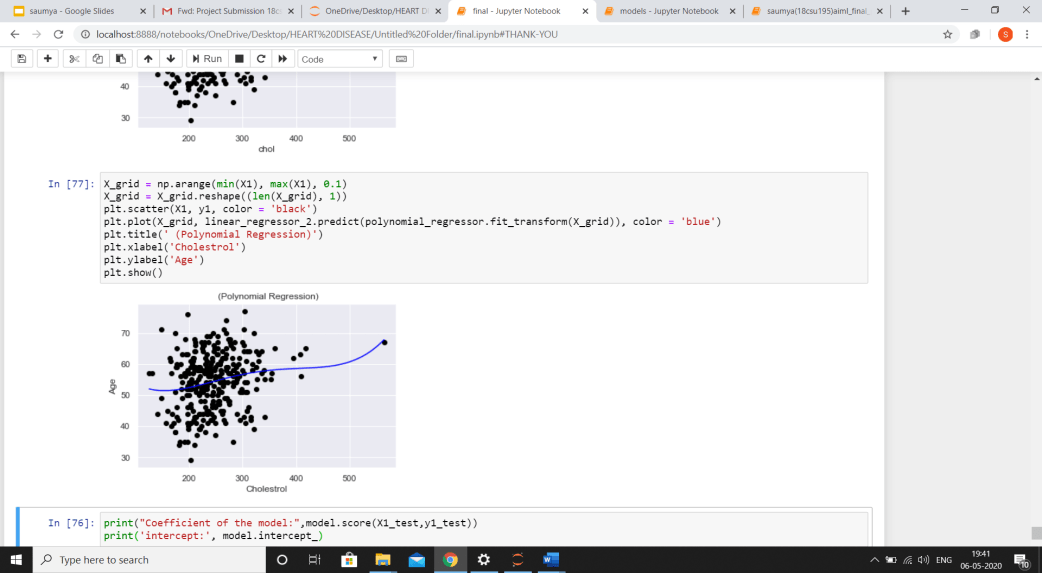 saumya - Google Slides
Fwd: Project Submission 18c
OneDrive/Desktop/HEART D
final - Jupyter Notebook
models - Jupyter Notebook
saumya(18csu195)aiml_final_
localhost:8888/notebooks/OneDrive/Desktop/HEART%20DISEASE/Untitled%20Folder/final.ipynb#THANK-YOU
S
Run
Code
40
30
200 300 400 500
chol
In [77]:
X_grid = np.arange(min(X1), max(X1), 0.1)
X_grid = X_grid.reshape((len(X_grid), 1))
plt.scatter(X1, y1, color = 'black')
plt.plot(X_grid, linear_regressor_2.predict(polynomial_regressor.fit_transform(X_grid)), color = 'blue')
plt.title(' (Polynomial Regression)')
plt.xlabel('Cholestrol')
plt.ylabel('Age')
plt.show()
(Polynomial Regression)
70
60
50
40
30
Age
200 300 400 500
Cholestrol
In [76]:
print("Coefficient of the model:",model.score(X1_test,y1_test))
print('intercept:', model.intercept_)
Type here to search
ENG
19:41
06-05-2020
10